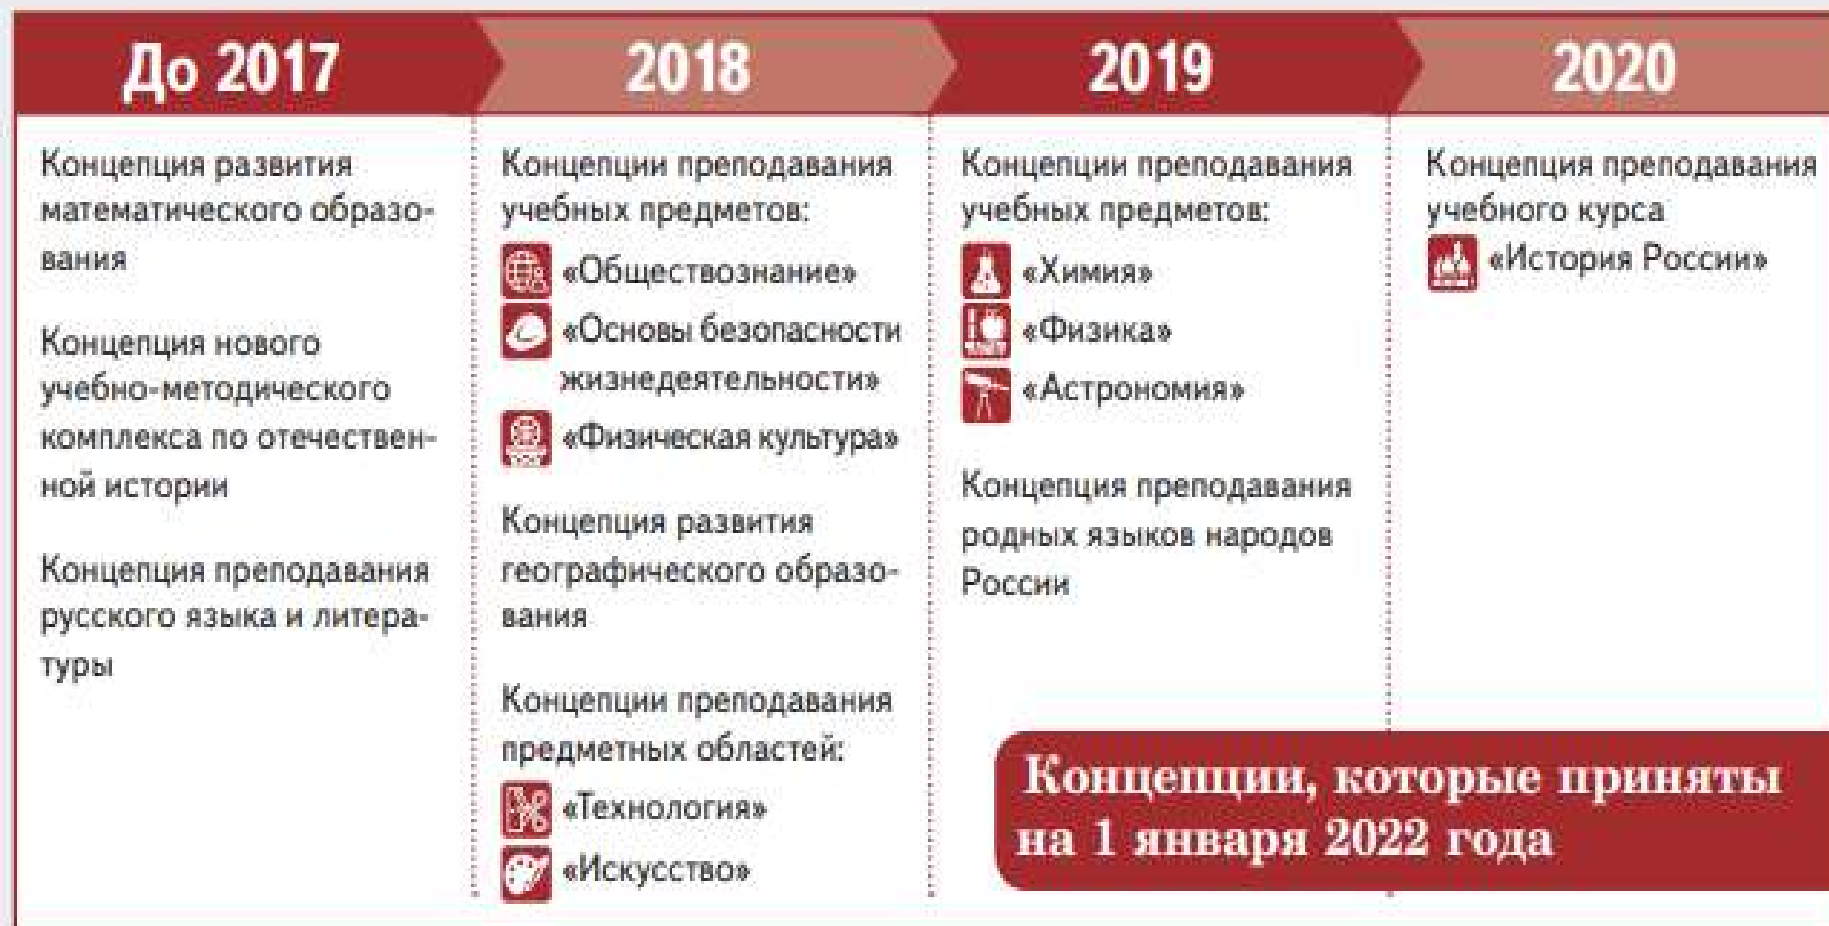 До 2017
Концепция развития
математического образо-
вания
Концепция нового
учебно-методического
комплекса по отечествен-
ной истории
Концепция преподавания
русского языка и литера-
туры
2018
Концепции преподавания
учебных предметов:
«Обществознание»
«Основы безопасности
жизнедеятельности»
«Физическая культура»
Концепция развития
географического образо-
вания
Концепции преподавания
предметных областей:
«Технология»
«Искусство»
2019
Концепции преподавания
учебных предметов:
«Химия»
«Физика»
«Астрономия»
Концепция преподавания
родных языков народов
России
2020
Концепция преподавания
учебного курса
«История России»
Концепции, которые приняты
на 1 января 2022 года